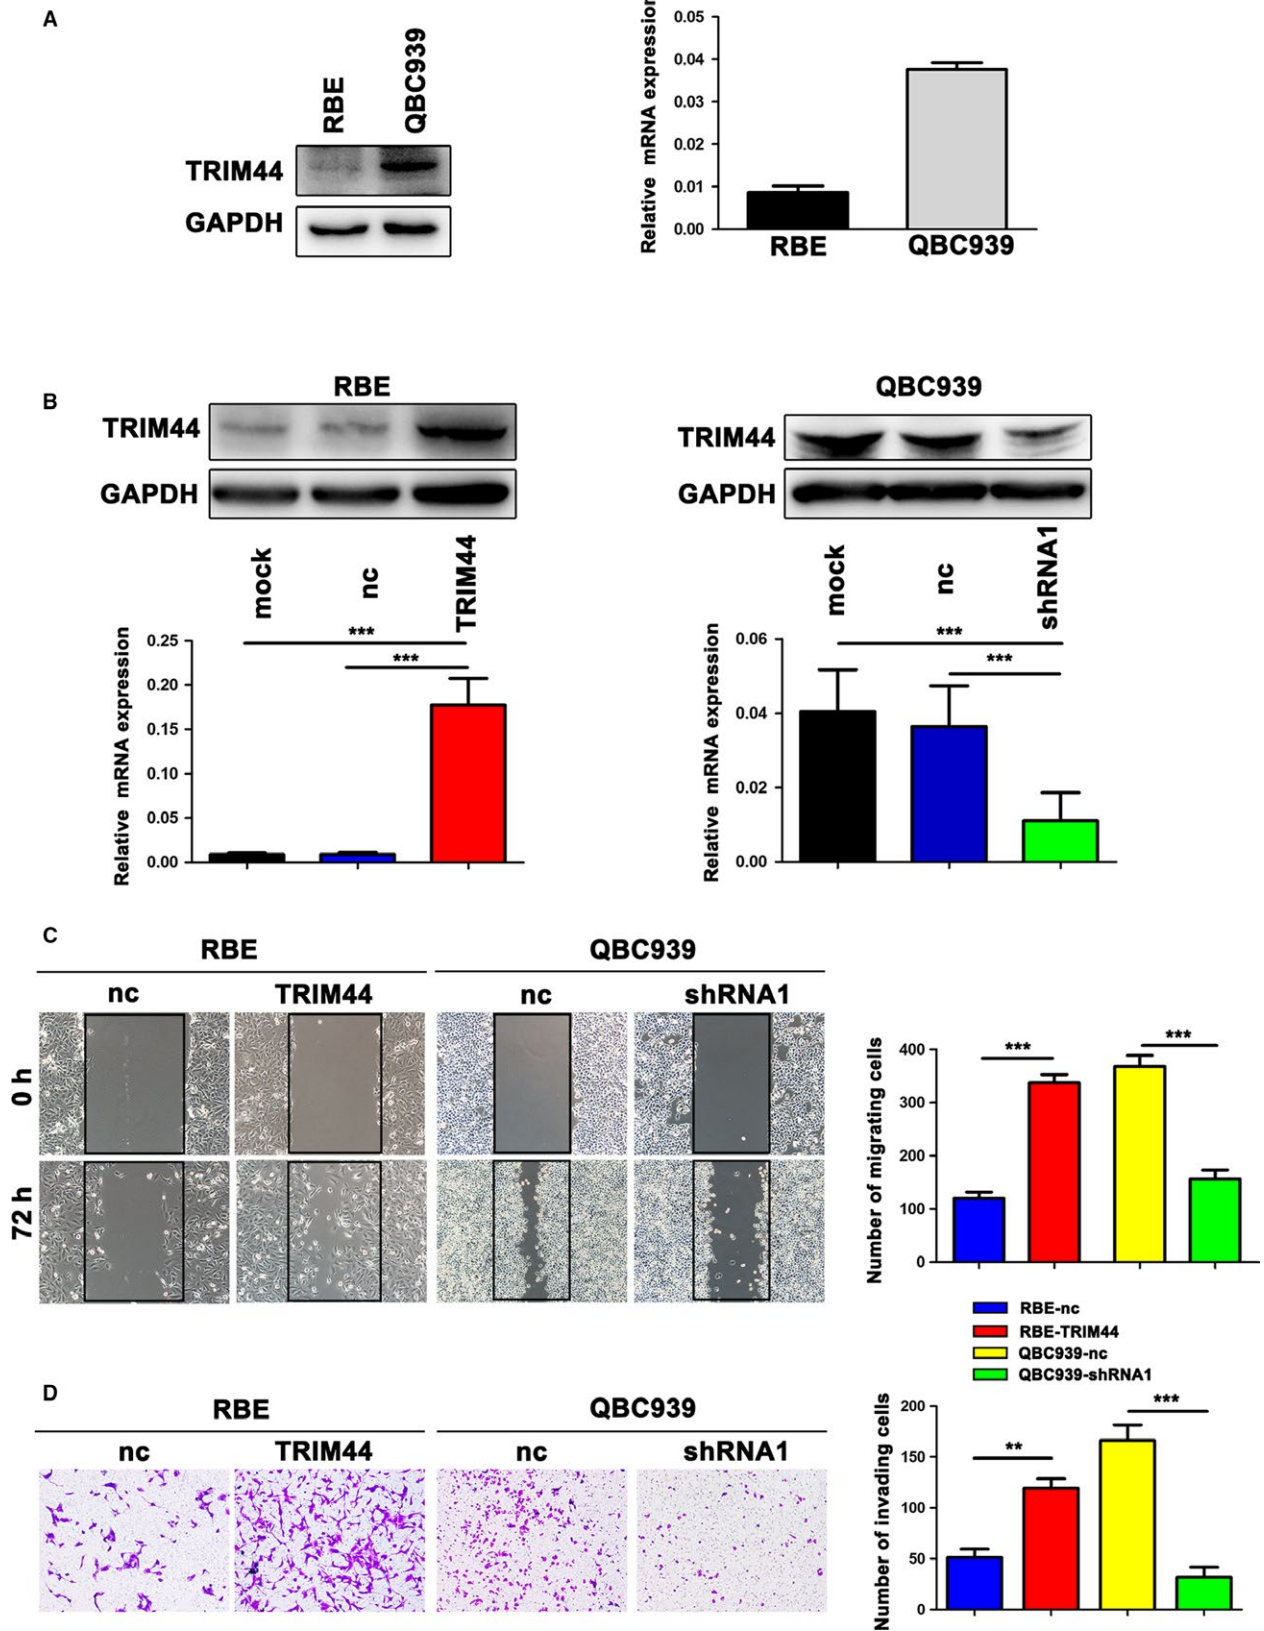 A
RBE
QBC939
TRIM44
GAPDH
Relative mRNA expression
0.05
0.04
0.03
0.02
0.01
0.00
RBE
QBC939
B
RBE
TRIM44
GAPDH
mock
nc
TRIM44
Relative mRNA expression
0.25
0.20
0.15
0.10
0.05
0.00
***
***
QBC939
TRIM44
GAPDH
mock
nc
shRNA1
Relative mRNA expression
0.06
0.04
0.02
0.00
***
***
C
RBE
QBC939
nc
TRIM44
nc
shRNA1
0 h
72 h
Number of migrating cells
400
300
200
100
0
***
***
RBE-nc
RBE-TRIM44
QBC939-nc
QBC939-shRNA1
D
RBE
QBC939
nc
TRIM44
nc
shRNA1
Number of invading cells
200
150
100
50
0
**
***